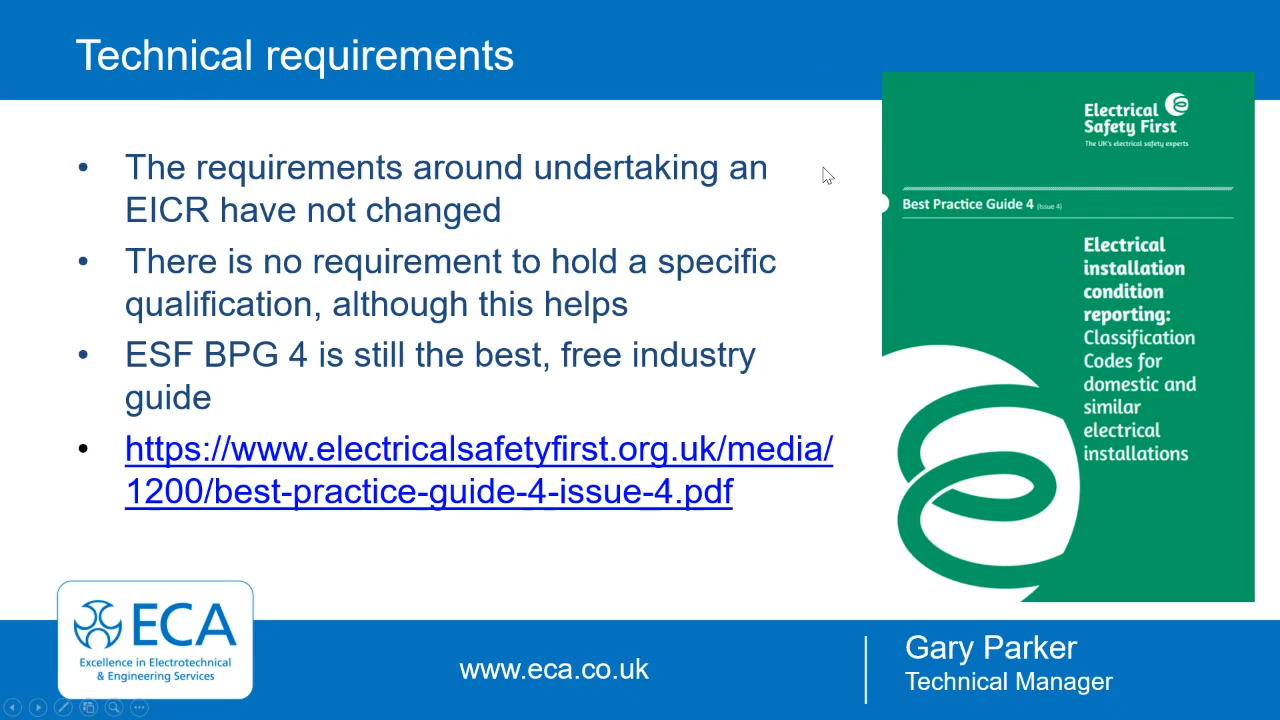 Technical requirements
• The requirements around undertaking an
EICR have not changed
• There is no requirement to hold a specific
qualification, although this helps
• ESF BPG 4 is still the best, free industry
guide
• https://www.electricalsafetyfirst.org.uk/media/
1200/best-practice-guide-4-issue-4.pdf
Electrical
Safety First
The UK's electrical safety experts
Best Practice Guide 4 (Issue 4)
Electrical
installation
condition
reporting:
Classification
Codes for
domestic and
similar
electrical
installations
ECA
Excellence in Electrotechnical
& Engineering Services
www.eca.co.uk
Gary Parker
Technical Manager